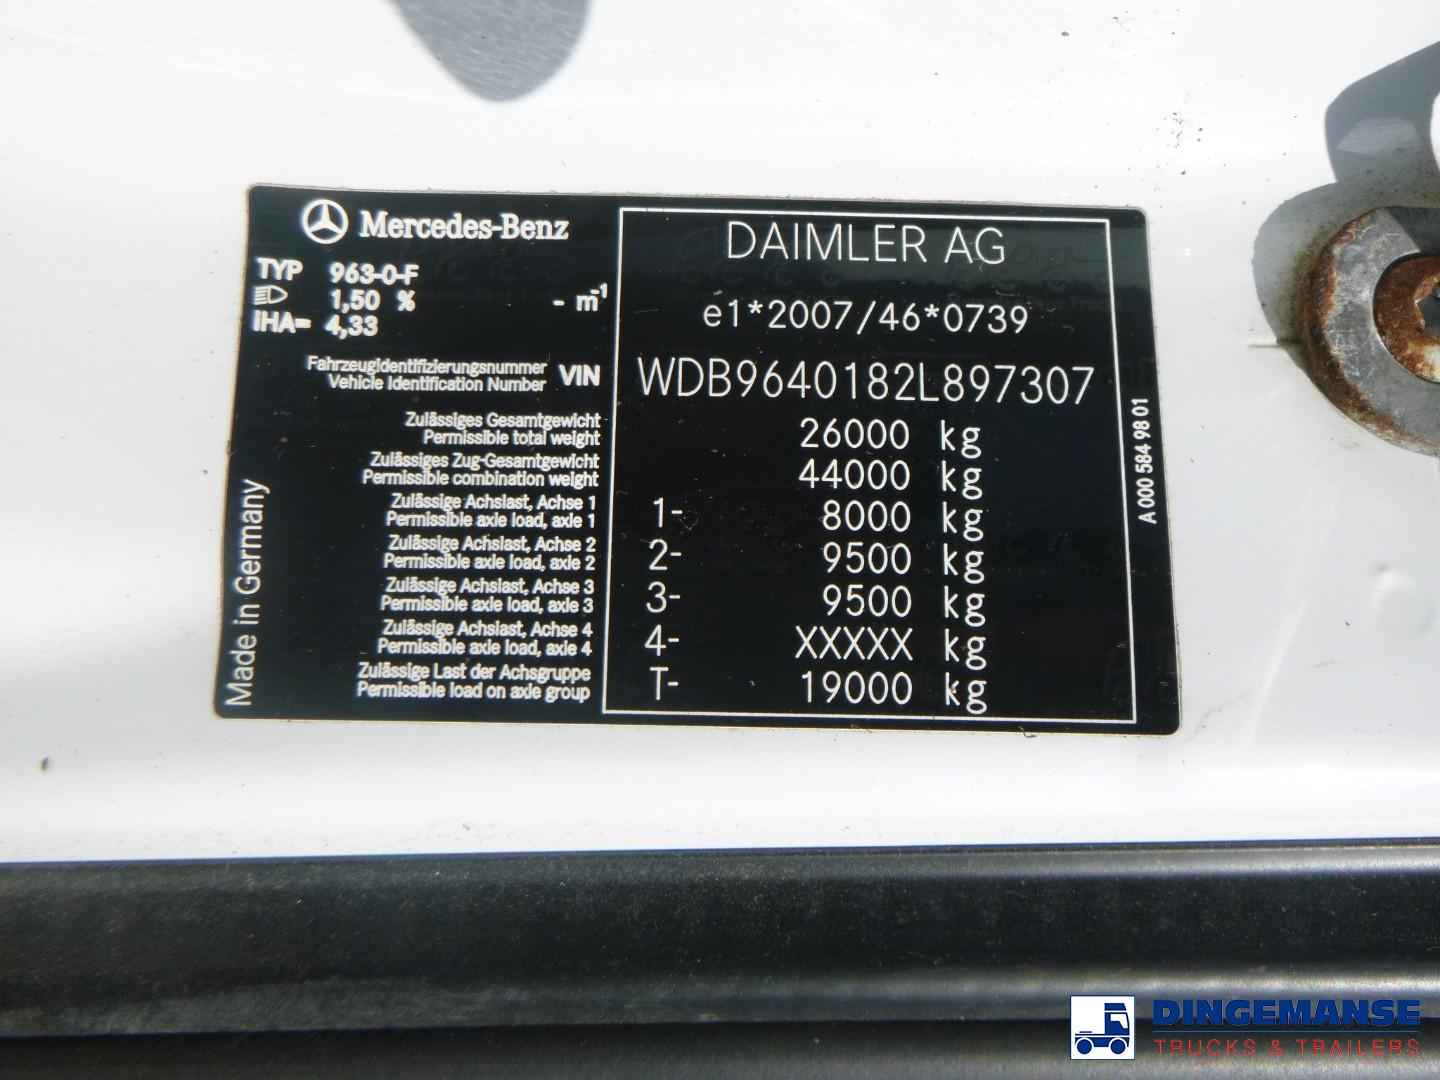 Mercedes-Benz
TYP 963-0-F
1,50 % - m-1
IHA= 4,33
Fahrzeugidentifizierungsnummer
Vehicle Identification Number
VIN
Zulässiges Gesamtgewicht
Permissible total weight
Zulässiges Zug-Gesamtgewicht
Permissible combination weight
Zulässige Achslast, Achse 1
Permissible axle load, axle 1
Zulässige Achslast, Achse 2
Permissible axle load, axle 2
Zulässige Achslast, Achse 3
Permissible axle load, axle 3
Zulässige Achslast, Achse 4
Permissible axle load, axle 4
Zulässige Last der Achsgruppe
Permissible load on axle group
Made in Germany
DAIMLER AG
e1*2007/46*0739
WDB9640182L897307
26000 kg
44000 kg
1- 8000 kg
2- 9500 kg
3- 9500 kg
4- XXXXX kg
T- 19000 kg
A 000 584 98 01
DINGEMANSE
TRUCKS & TRAILERS